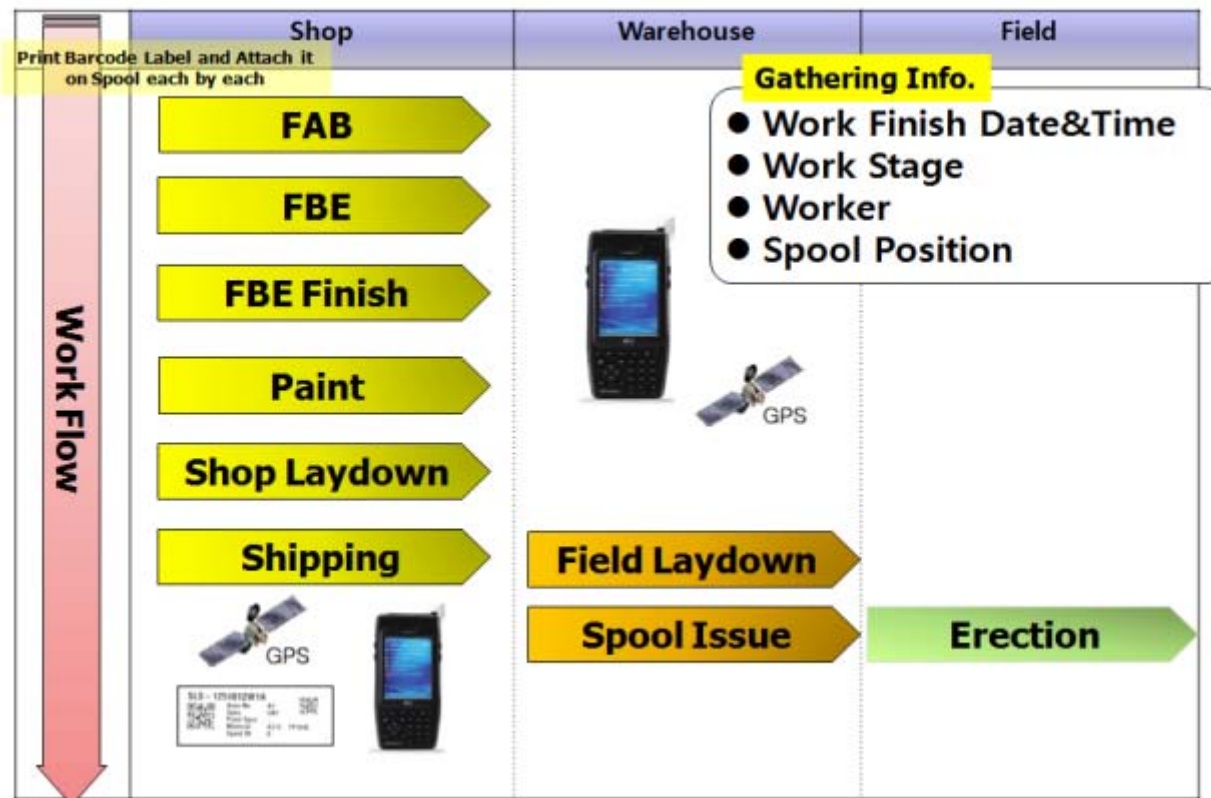 Shop
Warehouse
Field
Print Barcode Label and Attach it
on Spool each by each
Gathering Info.
● Work Finish Date&Time
● Work Stage
● Worker
● Spool Position
Work Flow
FAB
FBE
FBE Finish
Paint
GPS
Shop Laydown
Shipping
Field Laydown
Spool Issue
Erection
GPS